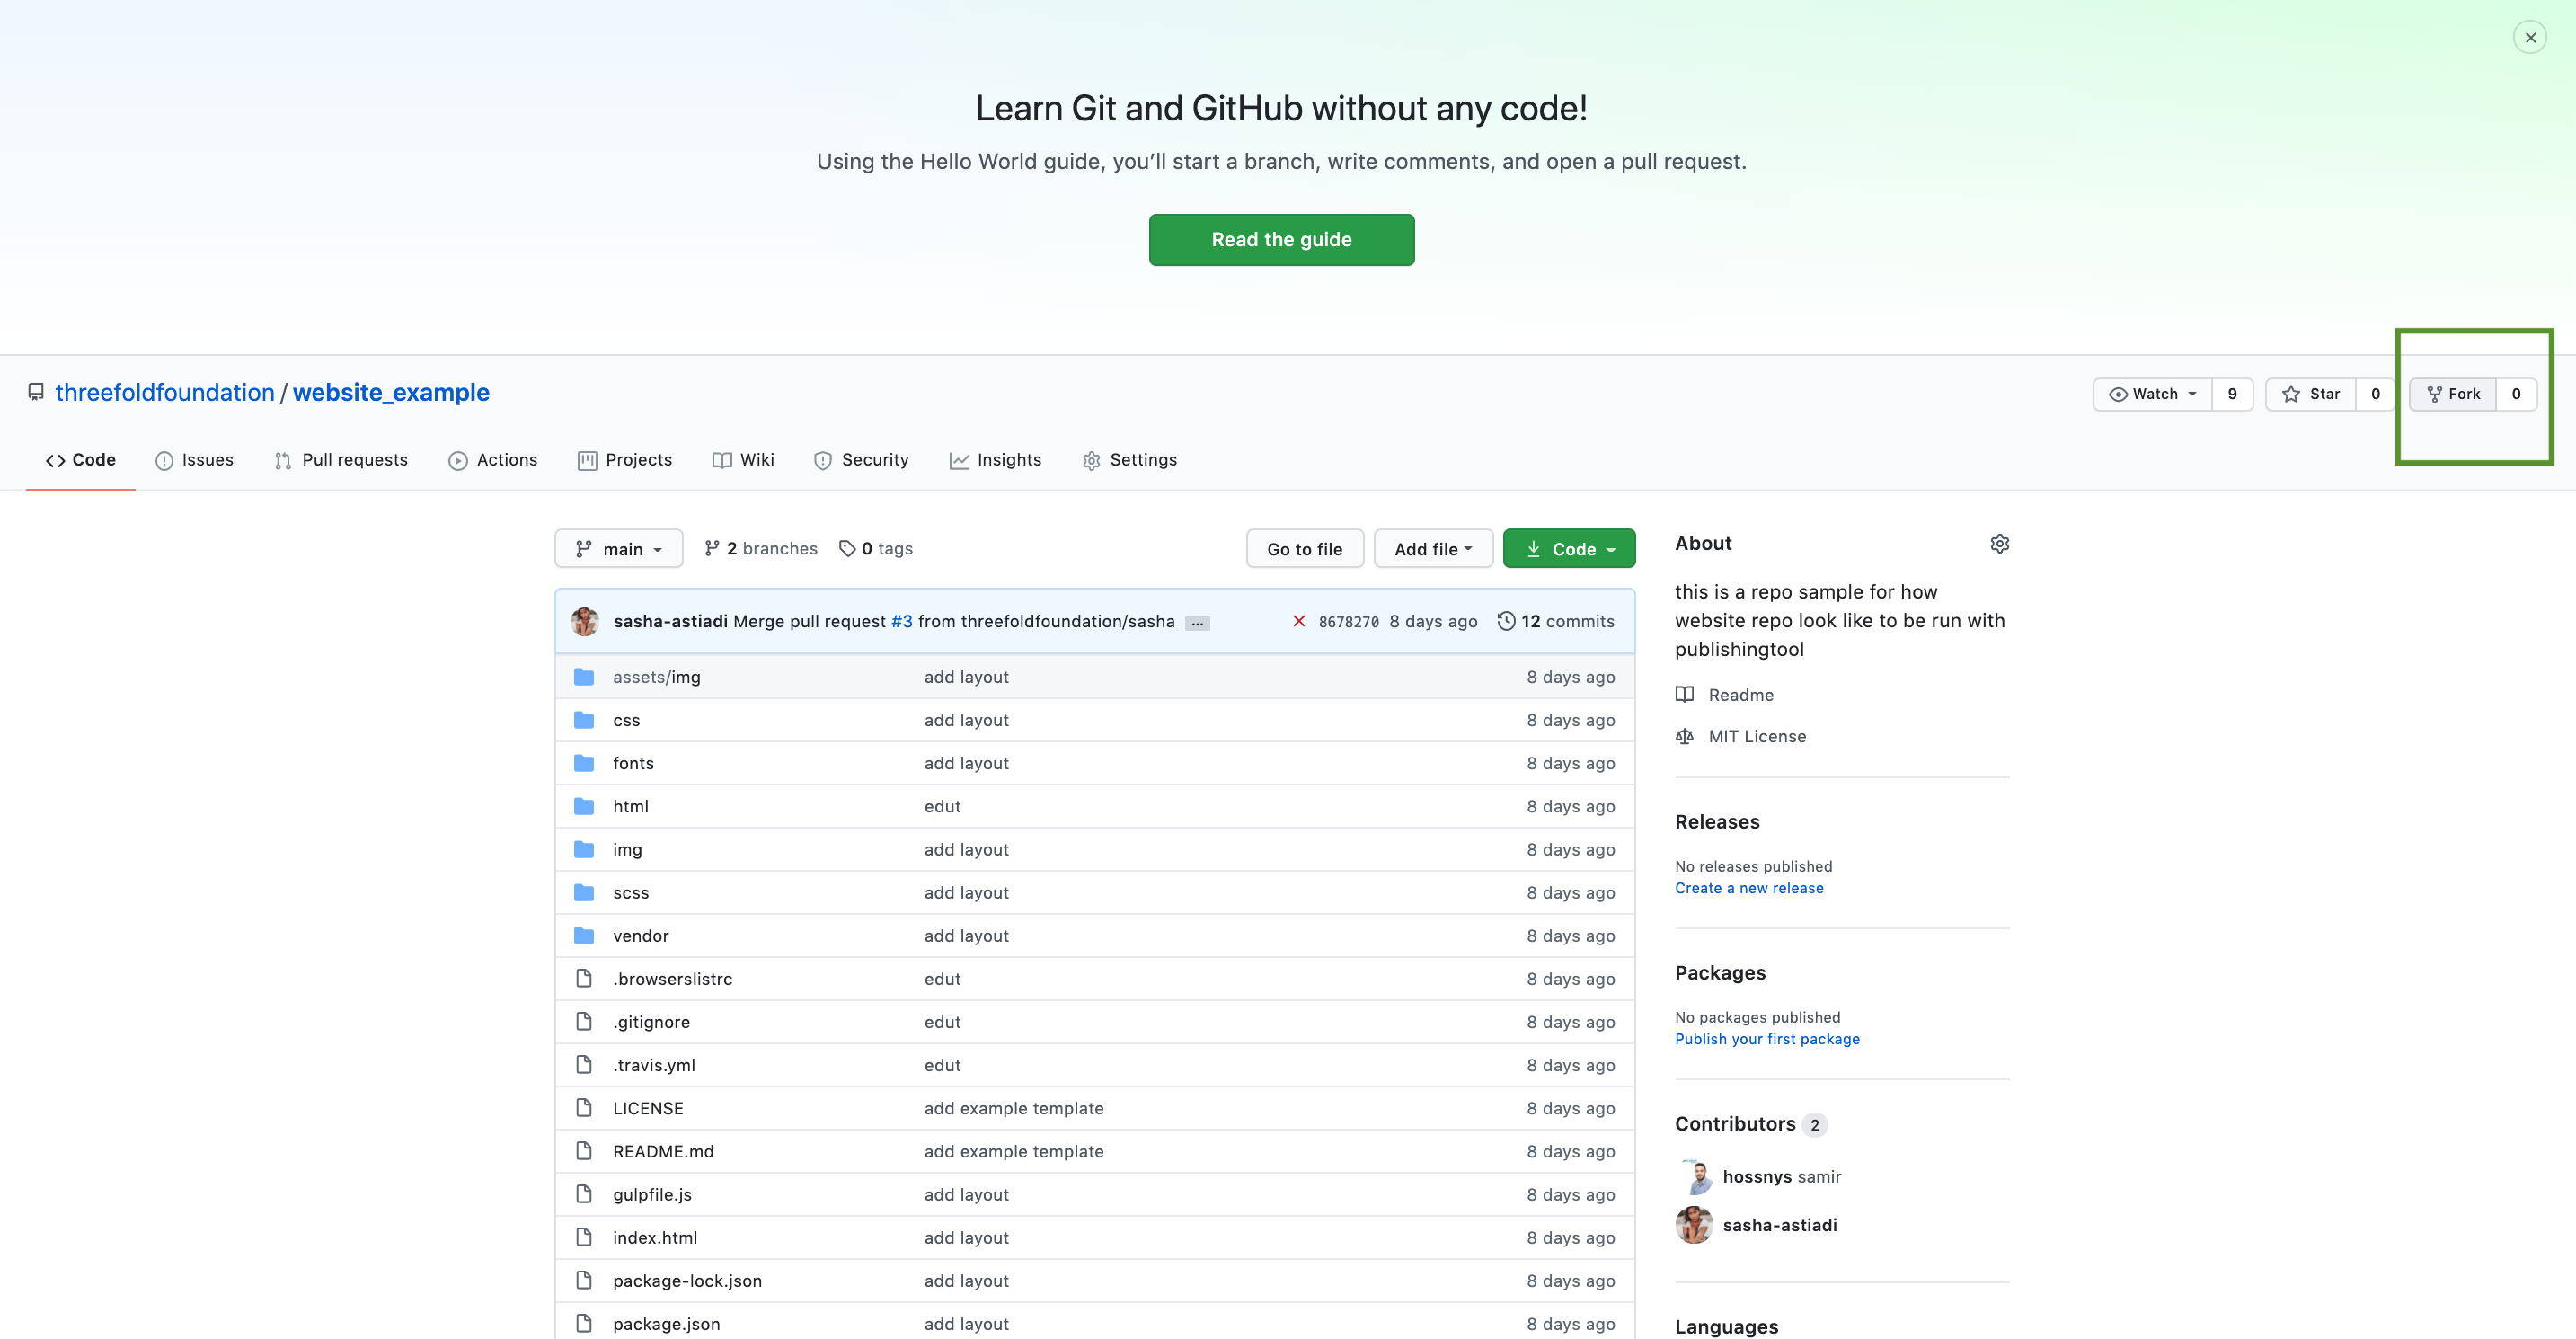 Learn Git and GitHub without any code!
Using the Hello World guide, you’ll start a branch, write comments, and open a pull request.
Read the guide
threefoldfoundation / website_example
Watch 9 Star 0 Fork 0
Code Issues Pull requests Actions Projects Wiki Security Insights Settings
main 2 branches 0 tags Go to file Add file Code
sasha-astiadi Merge pull request #3 from threefoldfoundation/sasha ... 8678270 8 days ago 12 commits
assets/img add layout 8 days ago
css add layout 8 days ago
fonts add layout 8 days ago
html edut 8 days ago
img add layout 8 days ago
scss add layout 8 days ago
vendor add layout 8 days ago
.browserslistrc edut 8 days ago
.gitignore edut 8 days ago
.travis.yml edut 8 days ago
LICENSE add example template 8 days ago
README.md add example template 8 days ago
gulpfile.js add layout 8 days ago
index.html add layout 8 days ago
package-lock.json add layout 8 days ago
package.json add layout 8 days ago
About
this is a repo sample for how
website repo look like to be run with
publishingtool
Readme
MIT License
Releases
No releases published
Create a new release
Packages
No packages published
Publish your first package
Contributors 2
hossnys samir
sasha-astiadi
Languages